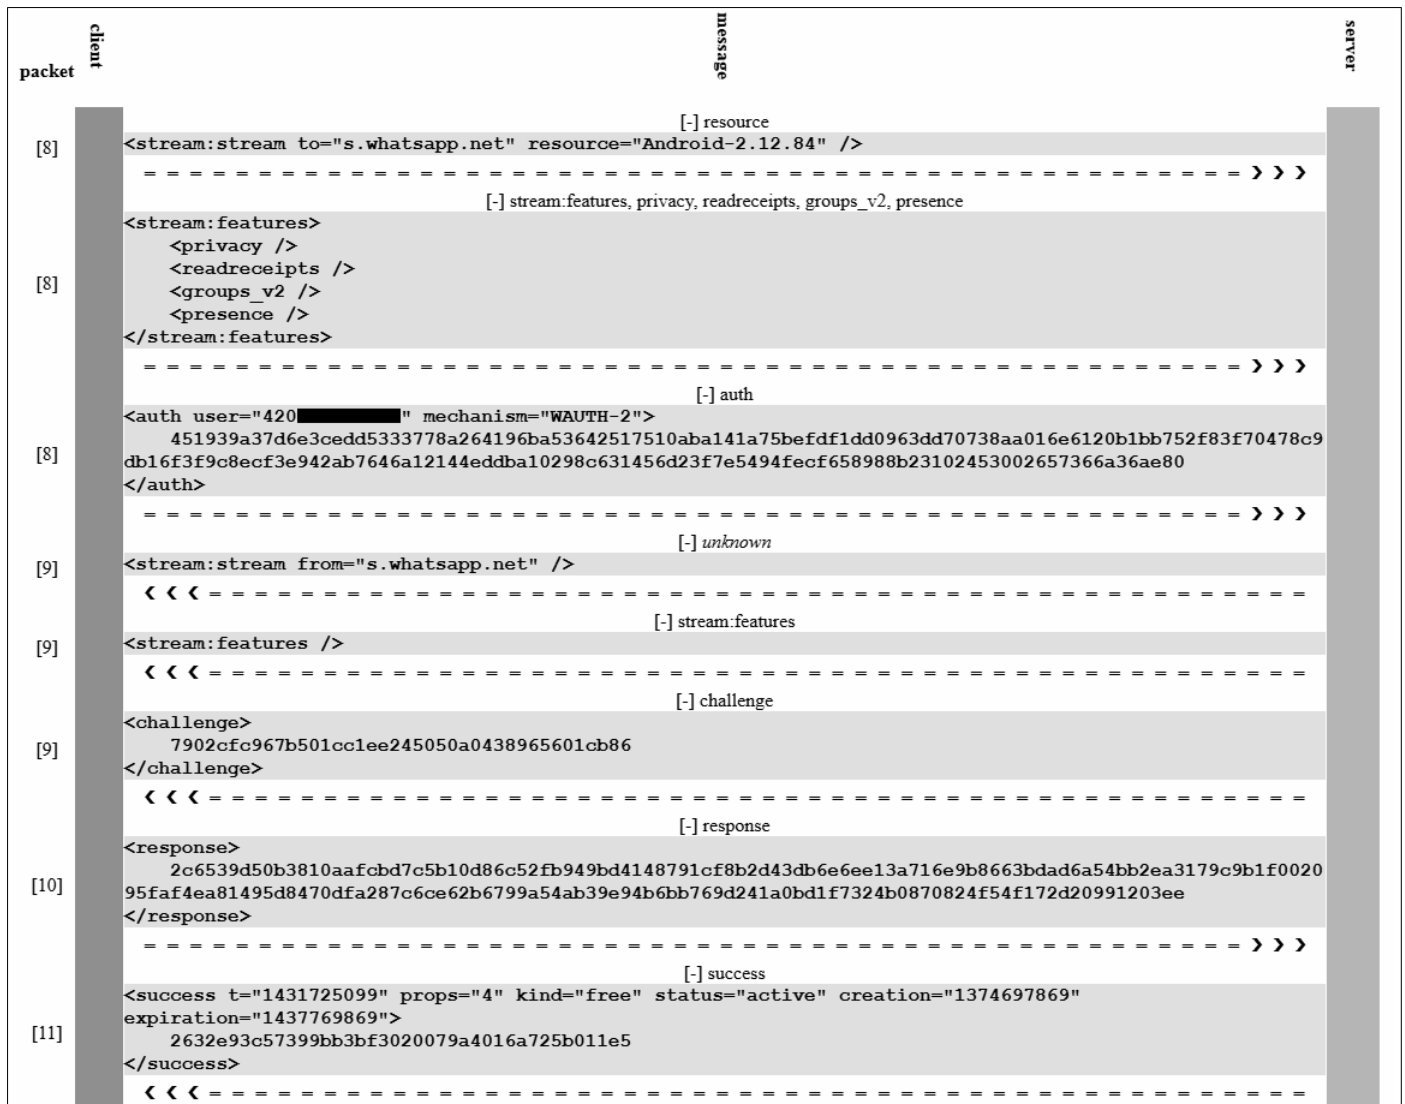 packet
client
message
server
[-] resource
[8]
<stream:stream to="s.whatsapp.net" resource="Android-2.12.84" />
= = = = = = = = = = = = = = = = = = = = = = = = = = = = = = = = = = = = = = = = = = = = = = = = ❯ ❯ ❯
[-] stream:features, privacy, readreceipts, groups_v2, presence
[8]
<stream:features>
    <privacy />
    <readreceipts />
    <groups_v2 />
    <presence />
</stream:features>
= = = = = = = = = = = = = = = = = = = = = = = = = = = = = = = = = = = = = = = = = = = = = = = = ❯ ❯ ❯
[-] auth
[8]
<auth user="420" mechanism="WAUTH-2">
    451939a37d6e3cedd5333778a264196ba53642517510aba141a75befdf1dd0963dd70738aa016e6120b1bb752f83f70478c9
db16f3f9c8ecf3e942ab7646a12144eddba10298c631456d23f7e5494fecf658988b23102453002657366a36ae80
</auth>
= = = = = = = = = = = = = = = = = = = = = = = = = = = = = = = = = = = = = = = = = = = = = = = = ❯ ❯ ❯
[-] unknown
[9]
<stream:stream from="s.whatsapp.net" />
❮ ❮ ❮ = = = = = = = = = = = = = = = = = = = = = = = = = = = = = = = = = = = = = = = = = = = = = = = =
[-] stream:features
[9]
<stream:features />
❮ ❮ ❮ = = = = = = = = = = = = = = = = = = = = = = = = = = = = = = = = = = = = = = = = = = = = = = = =
[-] challenge
[9]
<challenge>
    7902cfc967b501cc1ee245050a0438965601cb86
</challenge>
❮ ❮ ❮ = = = = = = = = = = = = = = = = = = = = = = = = = = = = = = = = = = = = = = = = = = = = = = = =
[-] response
[10]
<response>
    2c6539d50b3810aafcbd7c5b10d86c52fb949bd4148791cf8b2d43db6e6ee13a716e9b8663bdad6a54bb2ea3179c9b1f0020
95faf4ea81495d8470dfa287c6ce62b6799a54ab39e94b6bb769d241a0bd1f7324b0870824f54f172d20991203ee
</response>
= = = = = = = = = = = = = = = = = = = = = = = = = = = = = = = = = = = = = = = = = = = = = = = = ❯ ❯ ❯
[-] success
[11]
<success t="1431725099" props="4" kind="free" status="active" creation="1374697869"
expiration="1437769869">
    2632e93c57399bb3bf3020079a4016a725b011e5
</success>
❮ ❮ ❮ = = = = = = = = = = = = = = = = = = = = = = = = = = = = = = = = = = = = = = = = = = = = = = = =